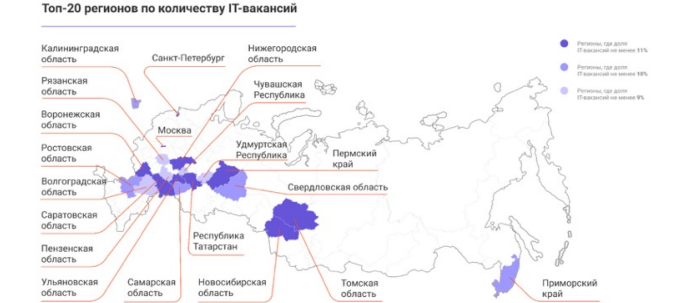 Топ-20 регионов по количеству IT-вакансий
Калининградская
область
Санкт-Петербург
Нижегородская
область
Рязанская
область
Чувашская
Республика
Воронежская
область
Москва
Ростовская
область
Удмуртская
Республика
Пермский
край
Волгоградская
область
Свердловская область
Саратовская
область
Пензенская
область
Республика
Татарстан
Ульяновская
область
Самарская
область
Новосибирская
область
Томская
область
Приморский
край
Регионы, где доля
IT-вакансий не менее 11%
Регионы, где доля
IT-вакансий не менее 10%
Регионы, где доля
IT-вакансий не менее 9%